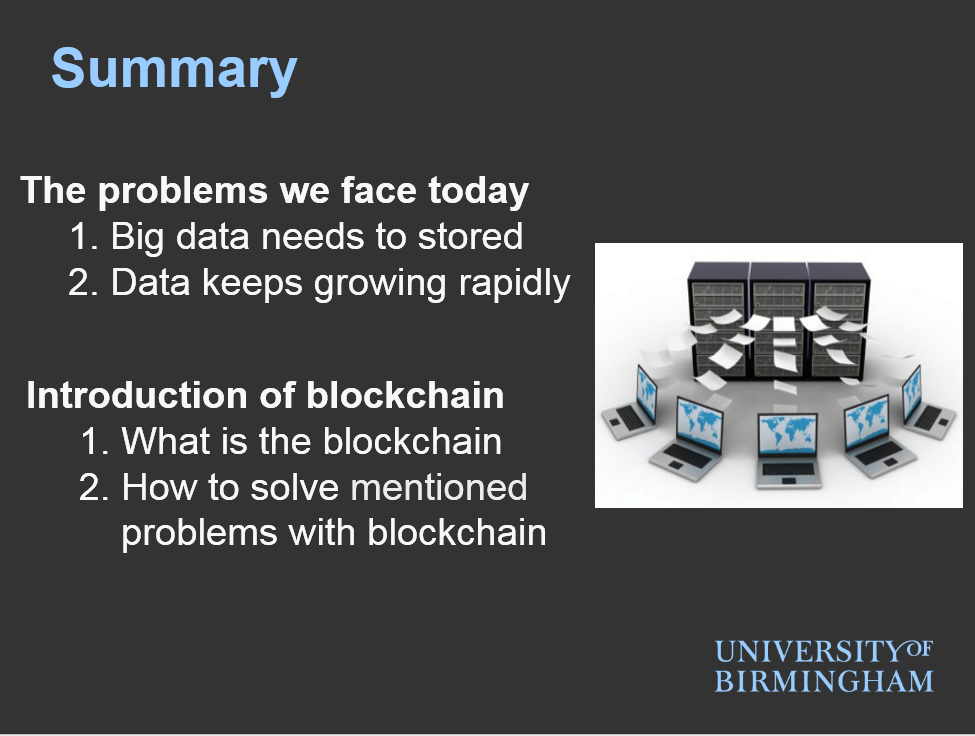 Summary
The problems we face today
1. Big data needs to stored
2. Data keeps growing rapidly
Introduction of blockchain
1. What is the blockchain
2. How to solve mentioned
problems with blockchain
UNIVERSITY OF
BIRMINGHAM